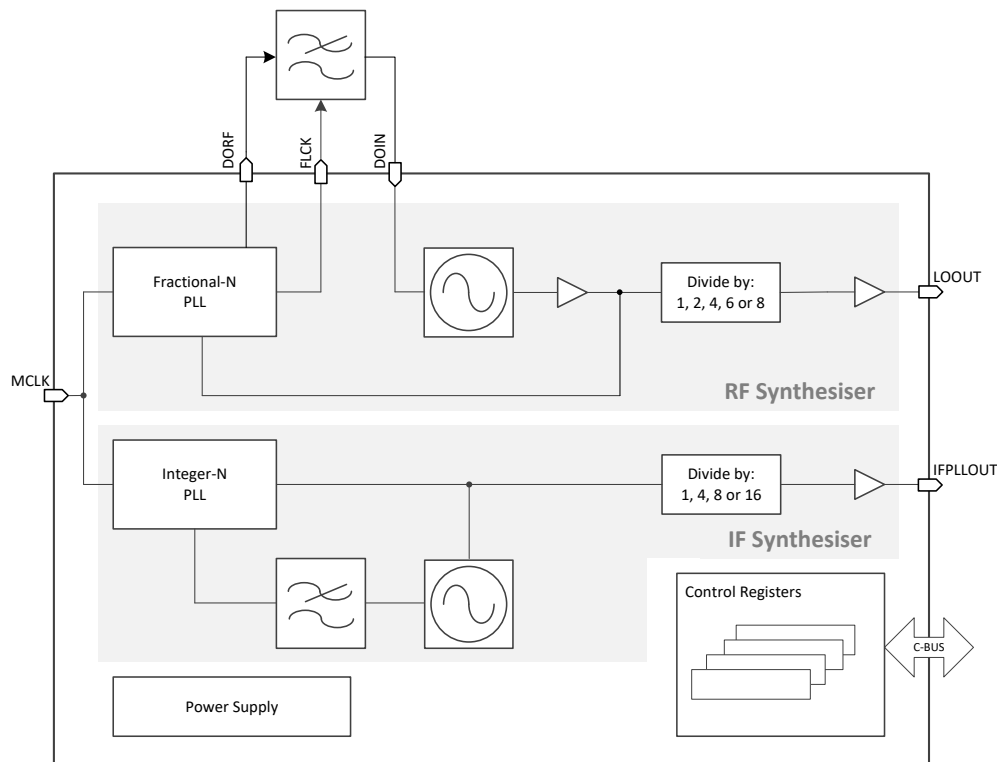 DORF
FLCK
DOIN
Fractional-N
PLL
Divide by:
1, 2, 4, 6 or 8
LOOUT
MCLK
RF Synthesiser
Integer-N
PLL
Divide by:
1, 4, 8 or 16
IFPLLOUT
IF Synthesiser
Control Registers
C-BUS
Power Supply